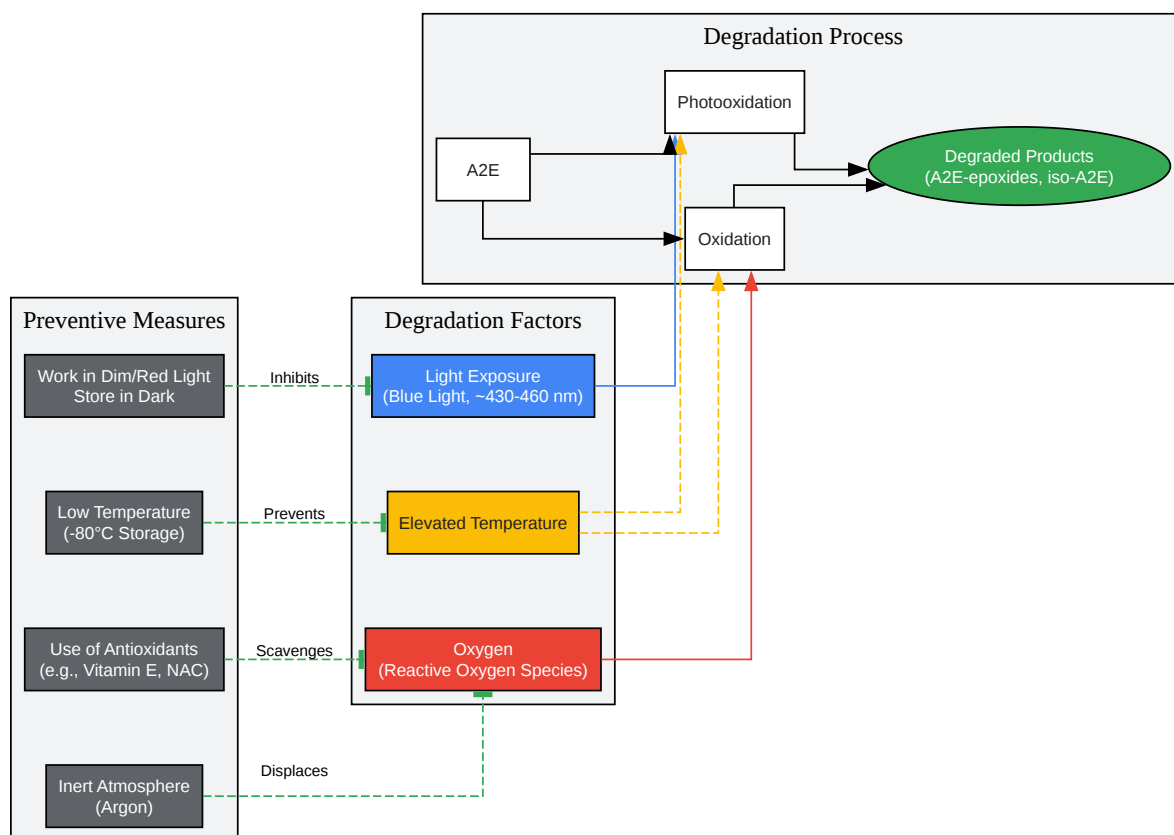 Degradation Process
Photooxidation
A2E
Degraded Products
(A2E-epoxides, iso-A2E)
Oxidation
Preventive Measures
Degradation Factors
Work in Dim/Red Light
Store in Dark
Inhibits
Light Exposure
(Blue Light, ~430-460 nm)
Low Temperature
(-80°C Storage)
Prevents
Elevated Temperature
Use of Antioxidants
(e.g., Vitamin E, NAC)
Scavenges
Oxygen
(Reactive Oxygen Species)
Inert Atmosphere
(Argon)
Displaces